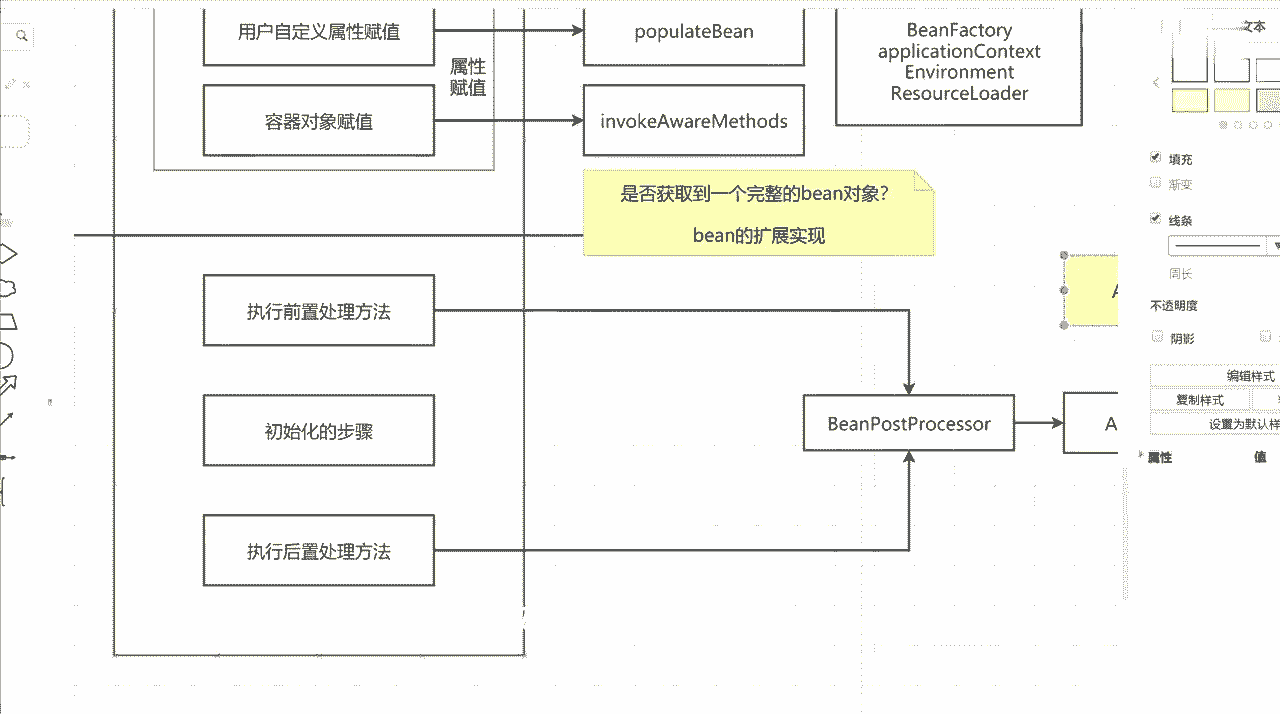 用户自定义属性赋值
populateBean
BeanFactory
applicationContext
Environment
ResourceLoader
属性
赋值
容器对象赋值
invokeAwareMethods
是否获取到一个完整的bean对象?
bean的扩展实现
执行前置处理方法
初始化的步骤
执行后置处理方法
BeanPostProcessor
A
A
文本
填充
渐变
线条
周长
不透明度
阴影
编辑样式
复制样式
设置为默认样
属性
值